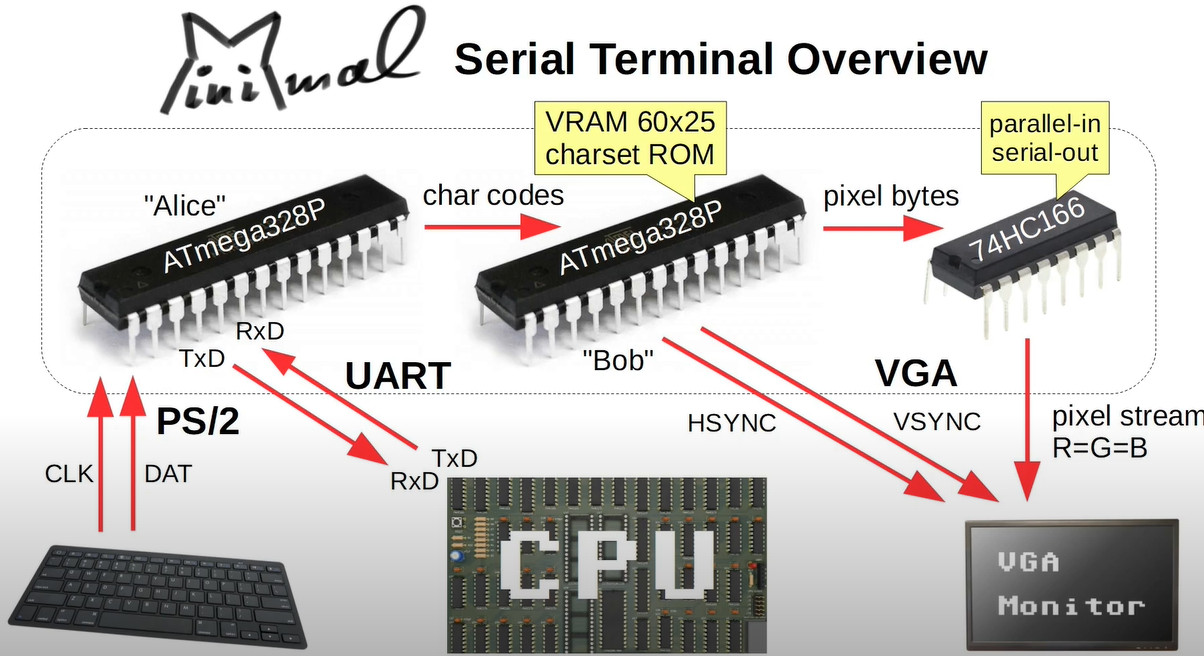 Minimal
Serial Terminal Overview
VRAM 60x25
charset ROM
parallel-in
serial-out
"Alice"
char codes
pixel bytes
ATmega328P
ATmega328P
74HC166
RxD
TxD
UART
"Bob"
VGA
PS/2
HSYNC
VSYNC
pixel stream
R=G=B
CLK
DAT
TxD
RxD
CPU
VGA
Monitor